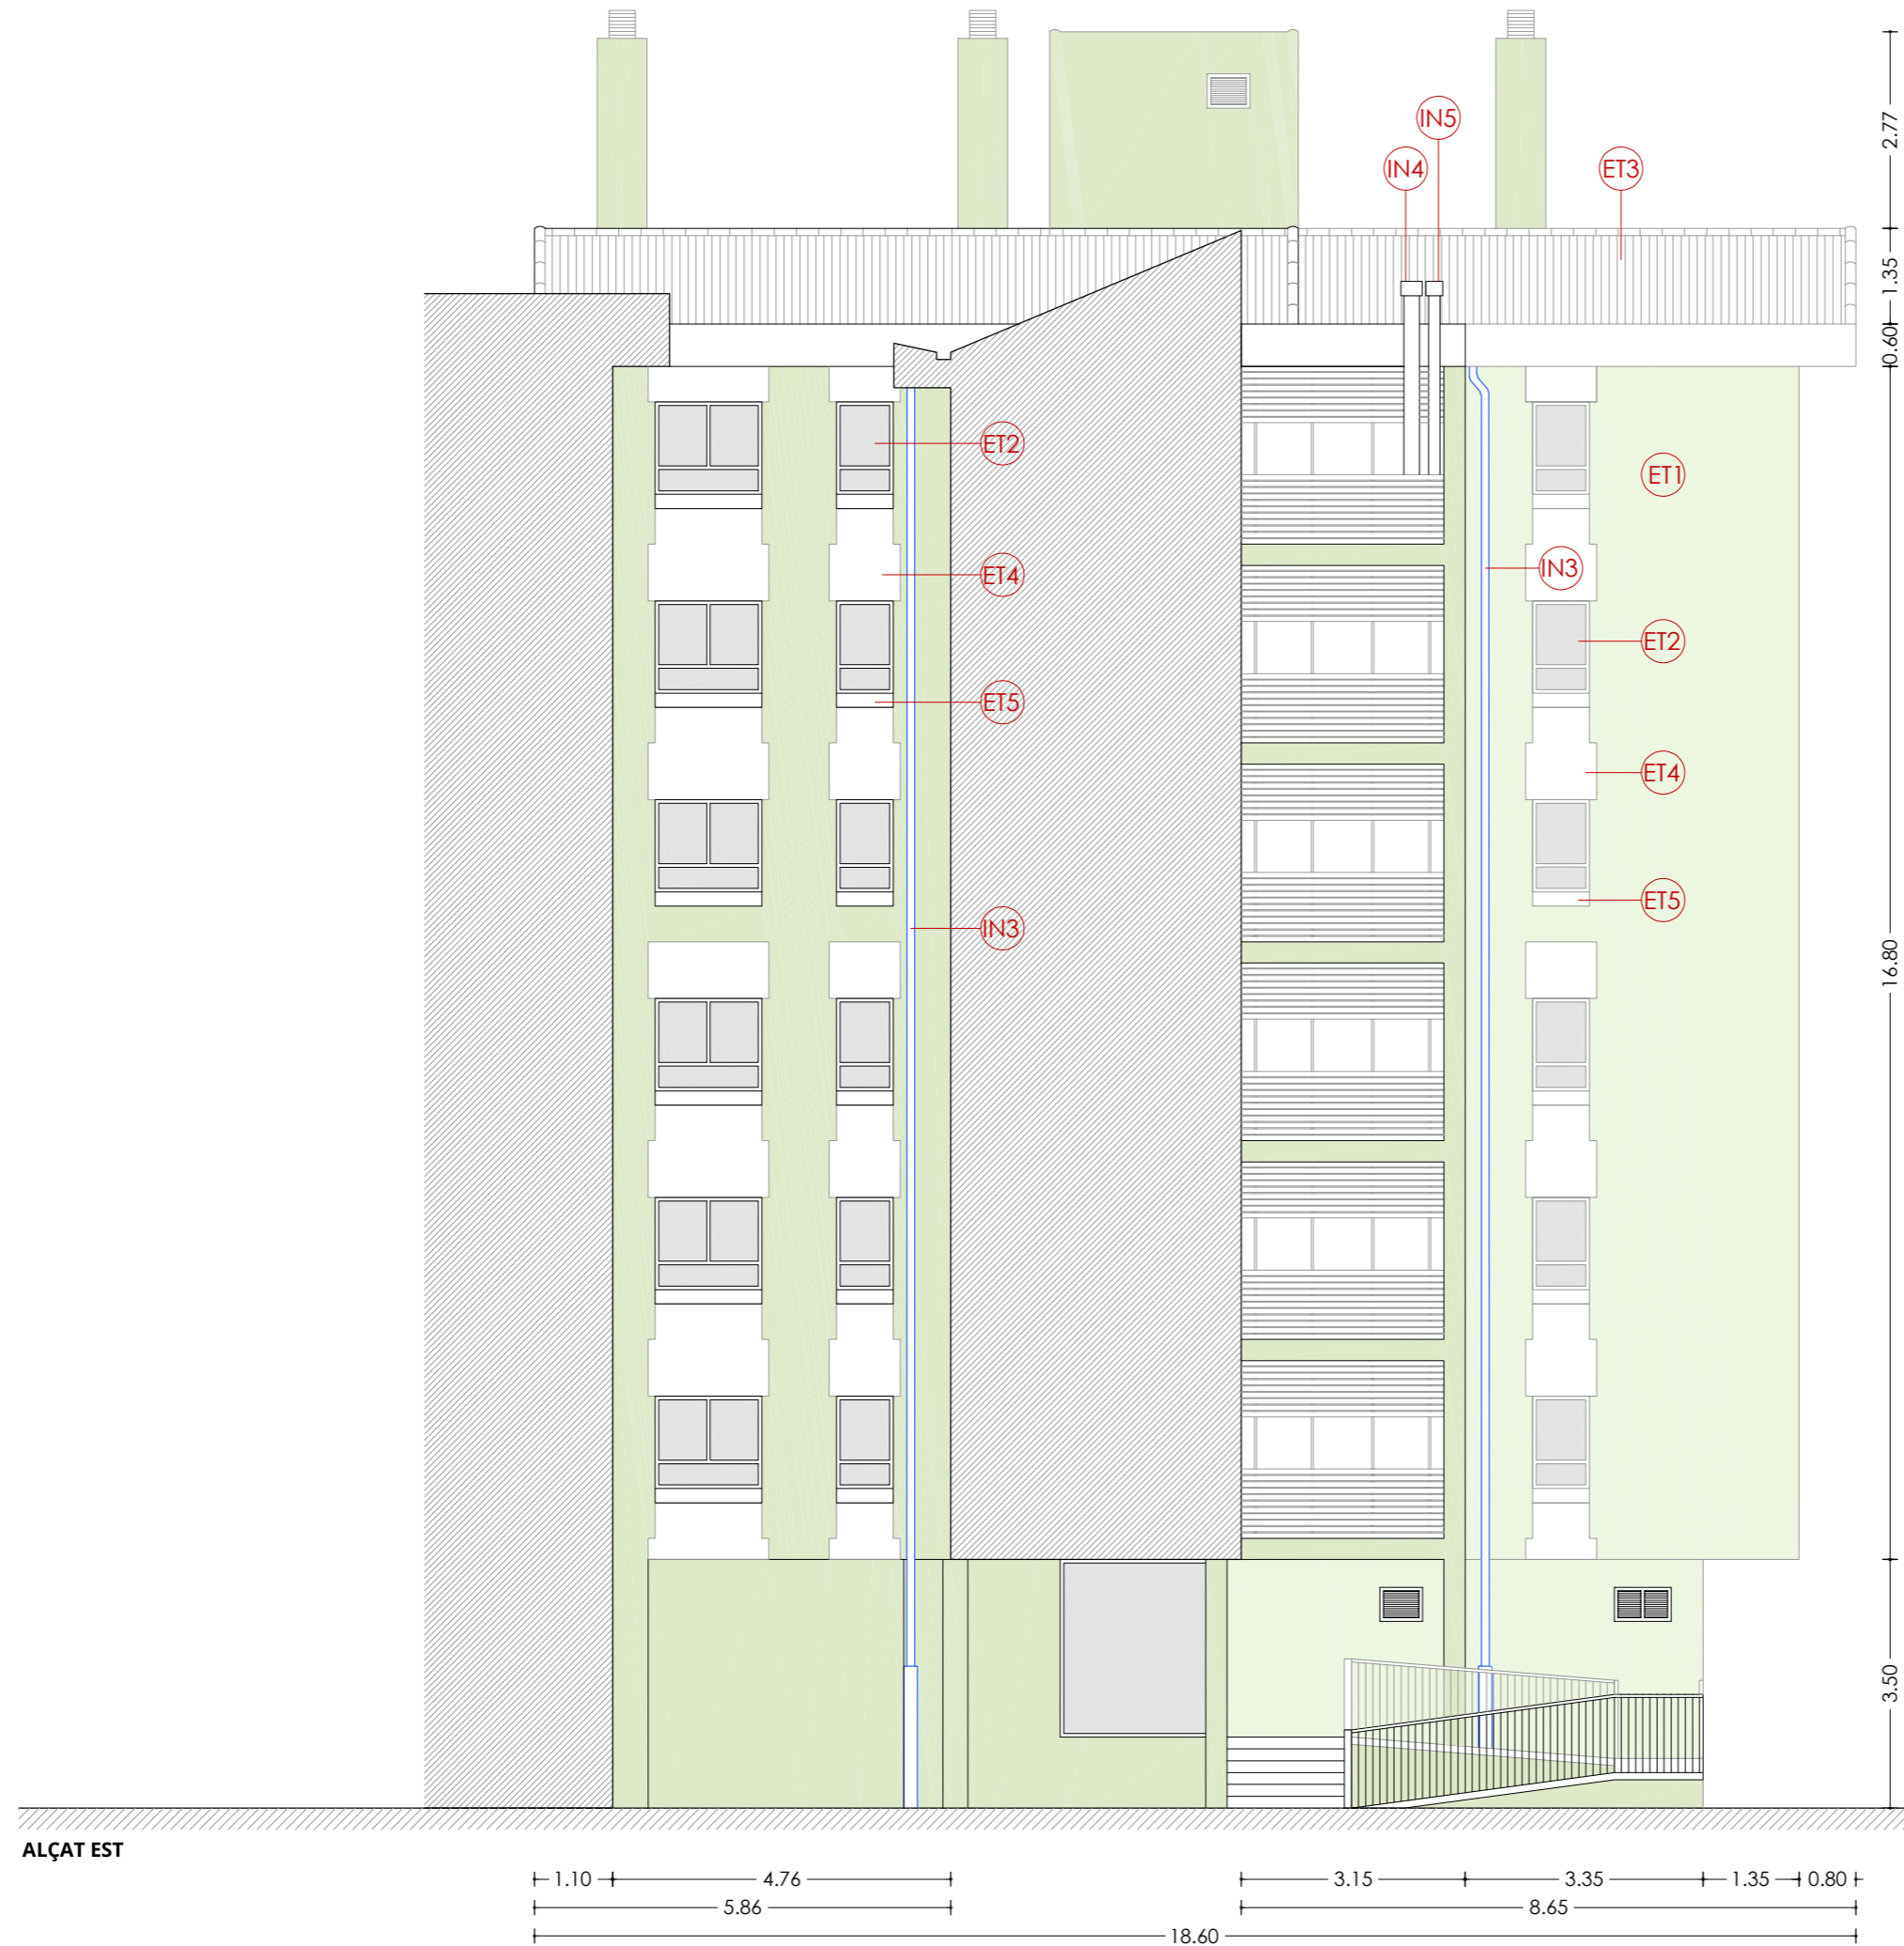 IN5
2.77
IN4
ET3
1.35
0.60
ET2
ET1
ET4
IN3
ET2
ET5
ET4
ET5
IN3
16.80
3.50
ALÇAT EST
1.10 4.76 3.15 3.35 1.35 0.80
5.86 8.65
18.60